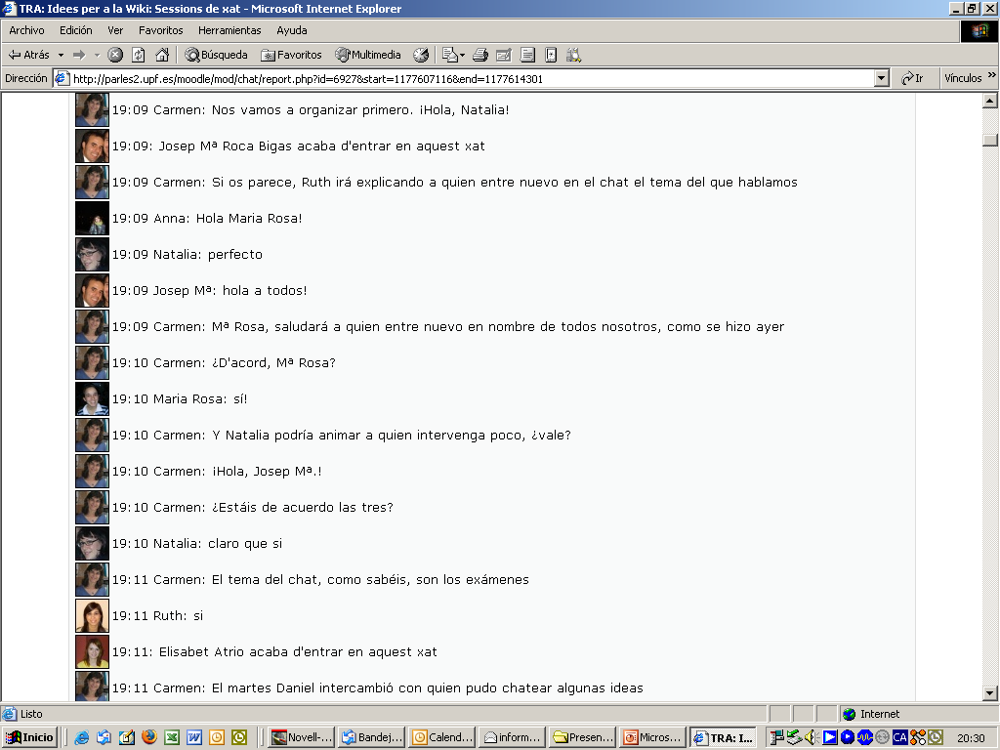 TRA: Idees per a la Wiki: Sessions de xat - Microsoft Internet Explorer
Archivo Edición Ver Favoritos Herramientas Ayuda
Atrás Búsqueda Favoritos Multimedia
Dirección http://parles2.upf.es/moodle/mod/chat/report.php?id=6927&start=1177607116&end=1177614301 Ir Vínculos »
19:09 Carmen: Nos vamos a organizar primero. ¡Hola, Natalia!
19:09: Josep Mª Roca Bigas acaba d'entrar en aquest xat
19:09 Carmen: Si os parece, Ruth irá explicando a quien entre nuevo en el chat el tema del que hablamos
19:09 Anna: Hola Maria Rosa!
19:09 Natalia: perfecto
19:09 Josep Mª: hola a todos!
19:09 Carmen: Mª Rosa, saludará a quien entre nuevo en nombre de todos nosotros, como se hizo ayer
19:10 Carmen: ¿D'acord, Mª Rosa?
19:10 Maria Rosa: sí!
19:10 Carmen: Y Natalia podría animar a quien intervenga poco, ¿vale?
19:10 Carmen: ¡Hola, Josep Mª.!
19:10 Carmen: ¿Estáis de acuerdo las tres?
19:10 Natalia: claro que si
19:11 Carmen: El tema del chat, como sabéis, son los exámenes
19:11 Ruth: si
19:11: Elisabet Atrio acaba d'entrar en aquest xat
19:11 Carmen: El martes Daniel intercambió con quien pudo chatear algunas ideas
Listo Internet
Inicio Novell-... Bandej... Calend... inform... Presen... Micros... TRA: I... CA 20:30